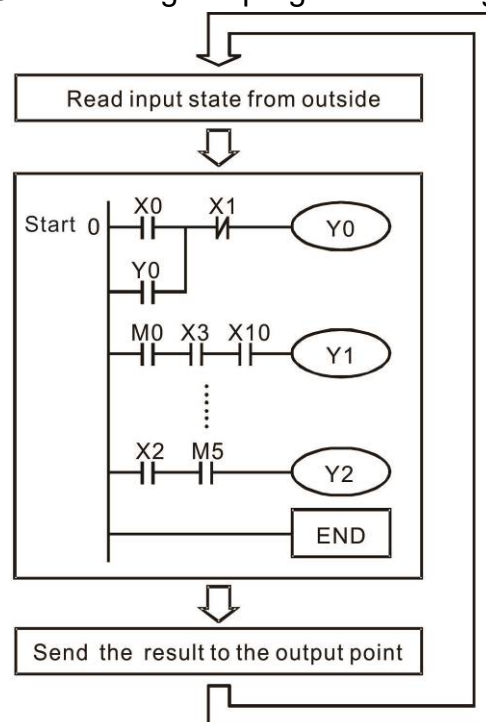 Read input state from outside
X0 X1
Start 0 Y0
Y0
M0 X3 X10
Y1
X2 M5
Y2
END
Send the result to the output point